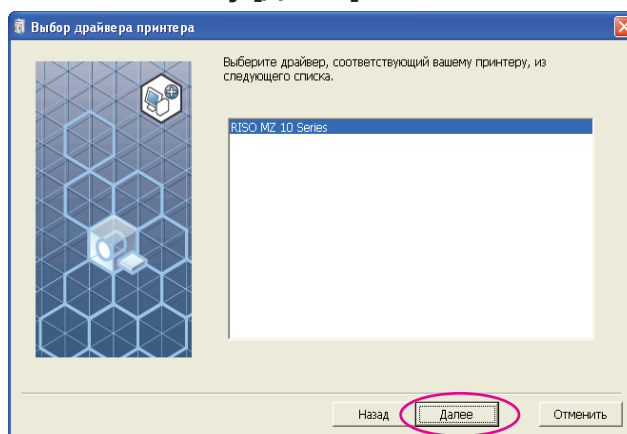 Выбор драйвера принтера
Выберите драйвер, соответствующий вашему принтеру, из
следующего списка.
RISO MZ 10 Series
Назад
Далее
Отменить